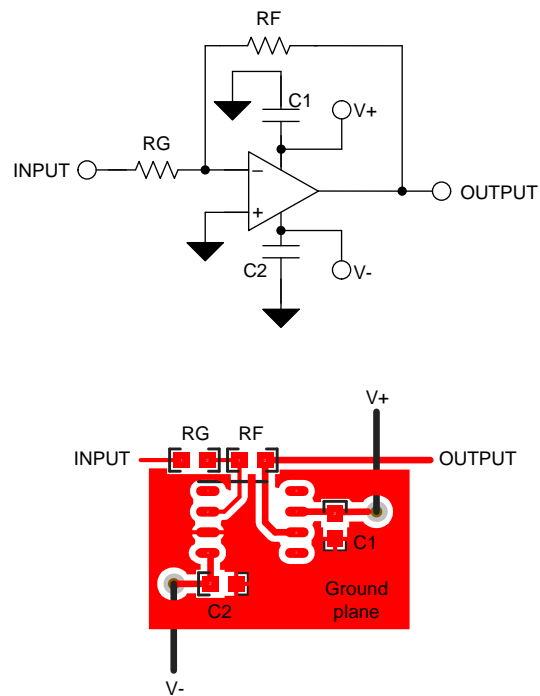 RF
C1
V+
RG
INPUT
−
+
OUTPUT
C2
V-
V+
RG
RF
INPUT
OUTPUT
C1
Ground
plane
C2
V-